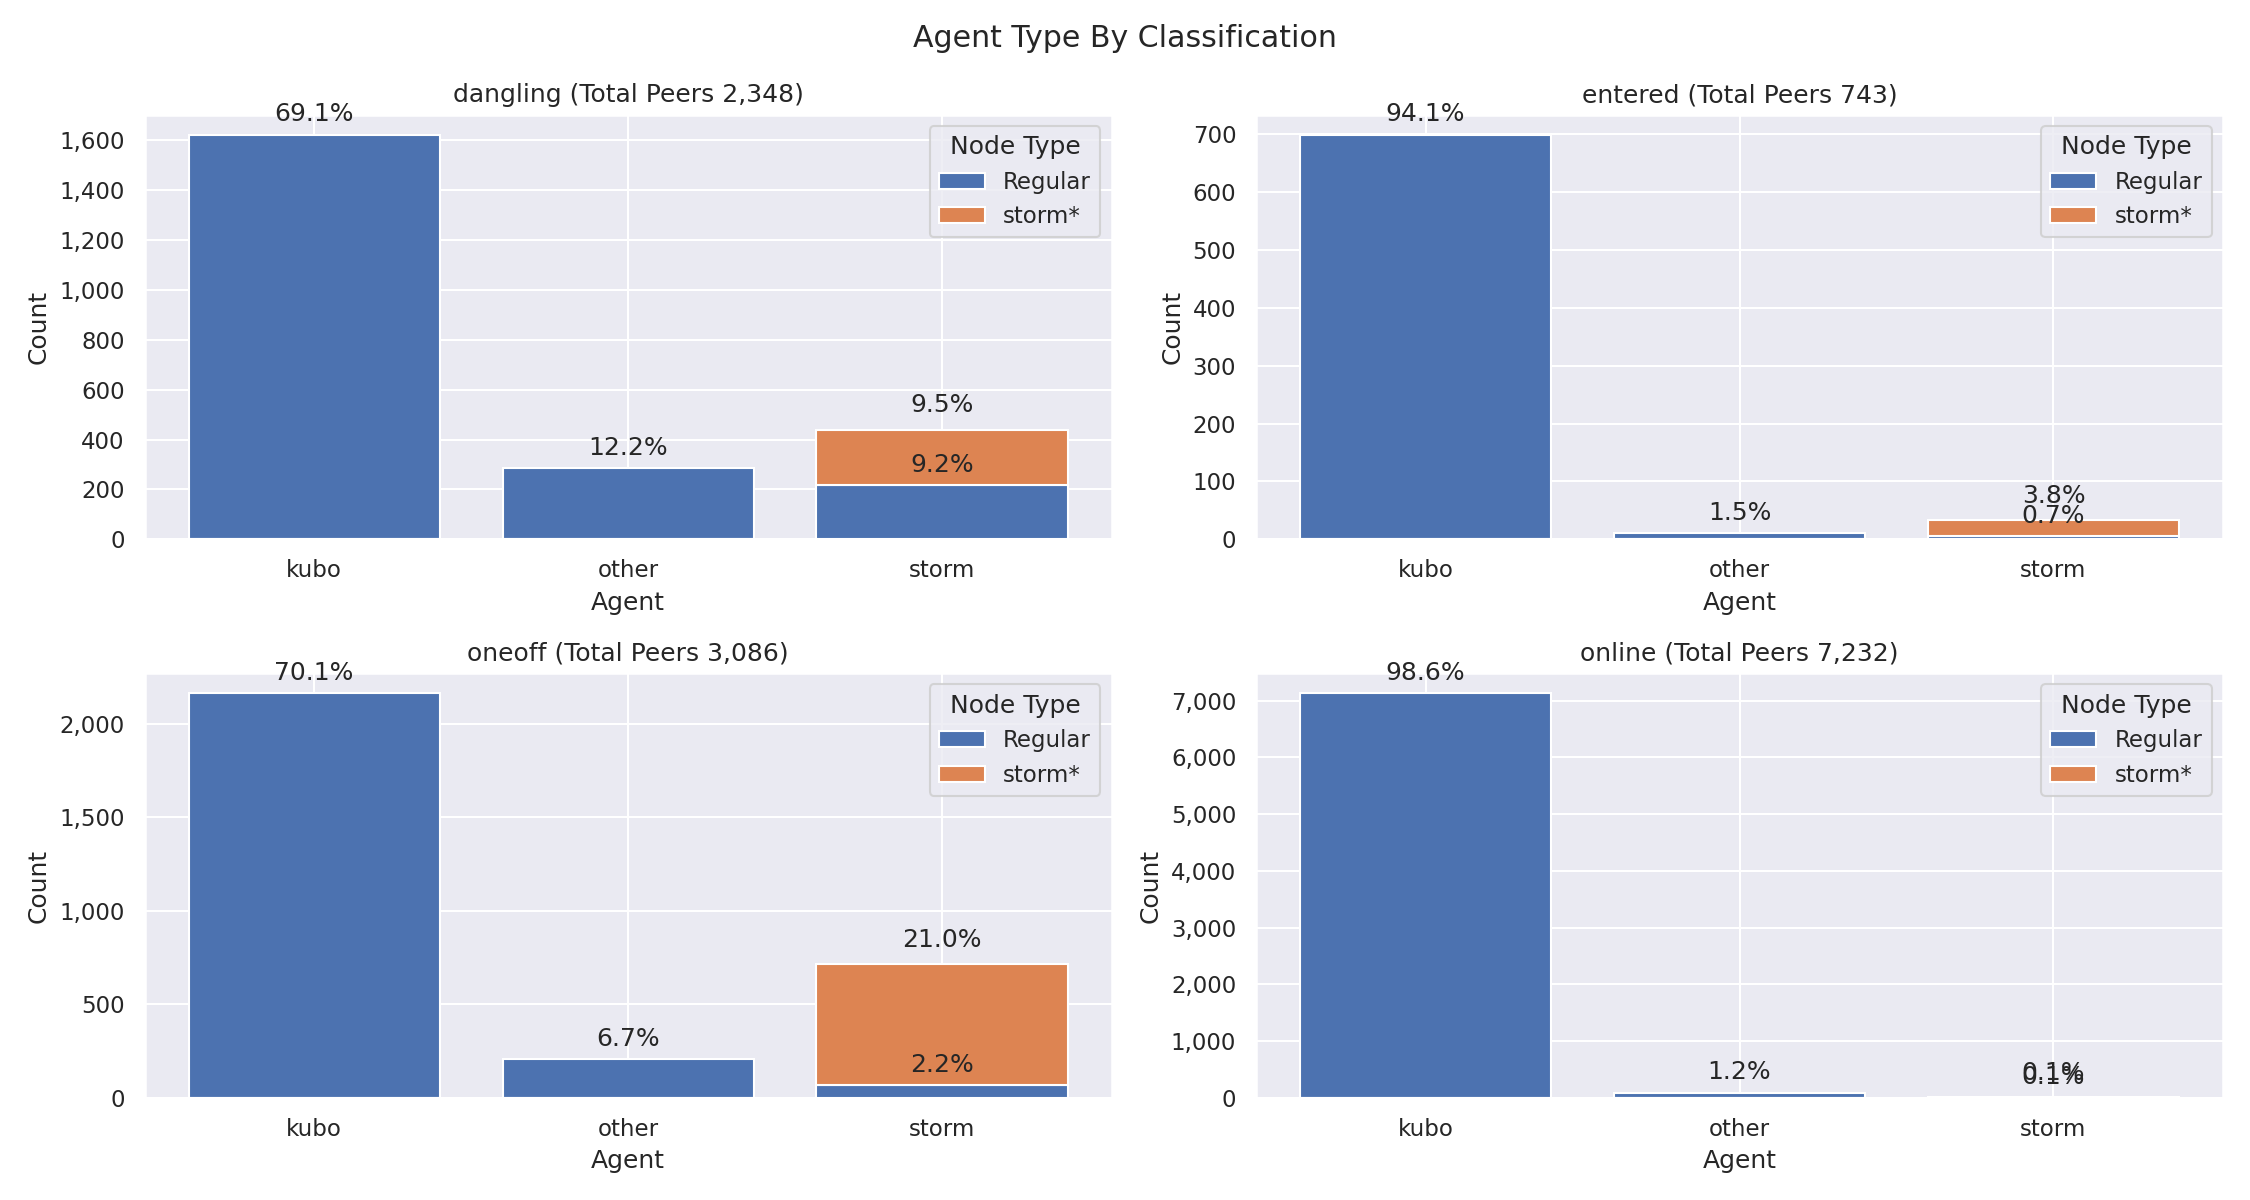 Agent Type By Classification
dangling (Total Peers 2,348)
69.1%
1,600
1,400
1,200
1,000
800
600
400
200
0
Count
12.2%
9.5%
9.2%
Node Type
Regular
storm*
kubo
other
storm
Agent
entered (Total Peers 743)
94.1%
700
600
500
400
300
200
100
0
Count
1.5%
3.8%
0.7%
Node Type
Regular
storm*
kubo
other
storm
Agent
oneoff (Total Peers 3,086)
70.1%
2,000
1,500
1,000
500
0
Count
6.7%
21.0%
2.2%
Node Type
Regular
storm*
kubo
other
storm
Agent
online (Total Peers 7,232)
98.6%
7,000
6,000
5,000
4,000
3,000
2,000
1,000
0
Count
1.2%
0.1%
0.1%
Node Type
Regular
storm*
kubo
other
storm
Agent